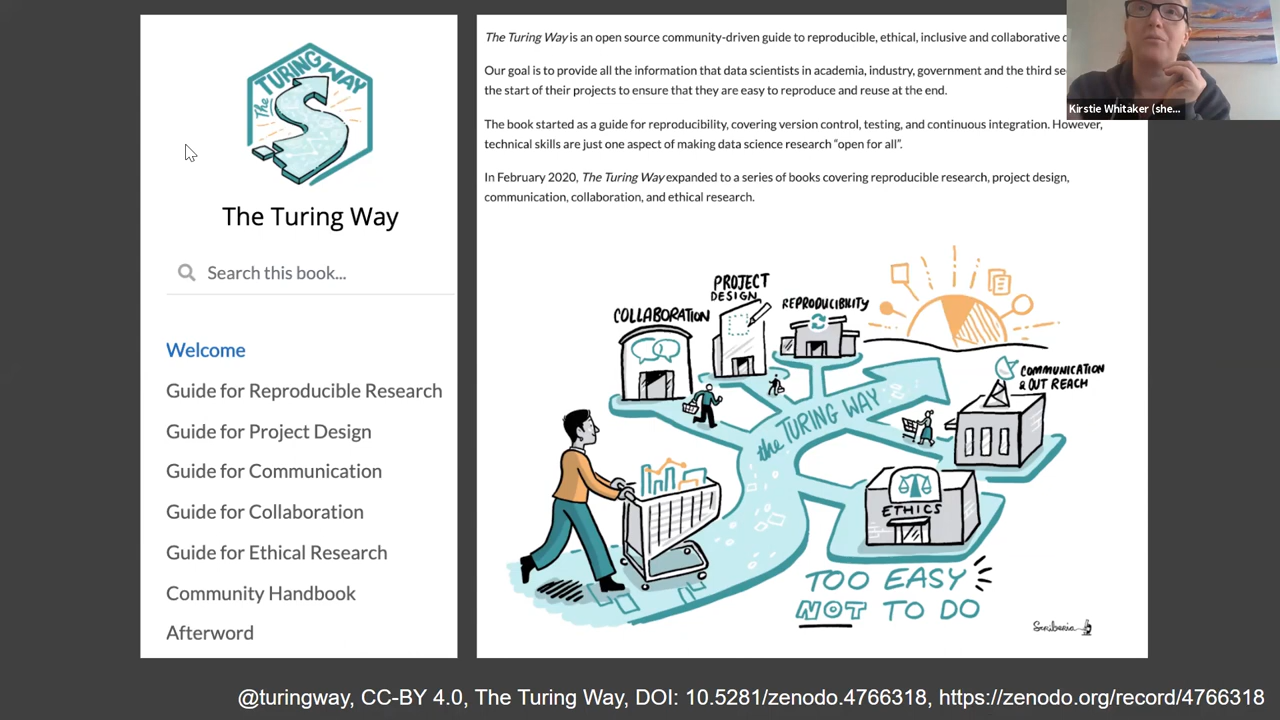 The TURING WAY
The Turing Way
Search this book...
Welcome
Guide for Reproducible Research
Guide for Project Design
Guide for Communication
Guide for Collaboration
Guide for Ethical Research
Community Handbook
Afterword
The Turing Way is an open source community-driven guide to reproducible, ethical, inclusive and collaborative
Our goal is to provide all the information that data scientists in academia, industry, government and the third
the start of their projects to ensure that they are easy to reproduce and reuse at the end.
The book started as a guide for reproducibility, covering version control, testing, and continuous integration. However,
technical skills are just one aspect of making data science research “open for all”.
In February 2020, The Turing Way expanded to a series of books covering reproducible research, project design,
communication, collaboration, and ethical research.
Kirstie Whitaker (she...
PROJECT
DESIGN
REPRODUCIBILITY
COLLABORATION
COMMUNICATION
& OUT REACH
the TURING WAY
ETHICS
TOO EASY
NOT TO DO
Scriberia
@turingway, CC-BY 4.0, The Turing Way, DOI: 10.5281/zenodo.4766318, https://zenodo.org/record/4766318